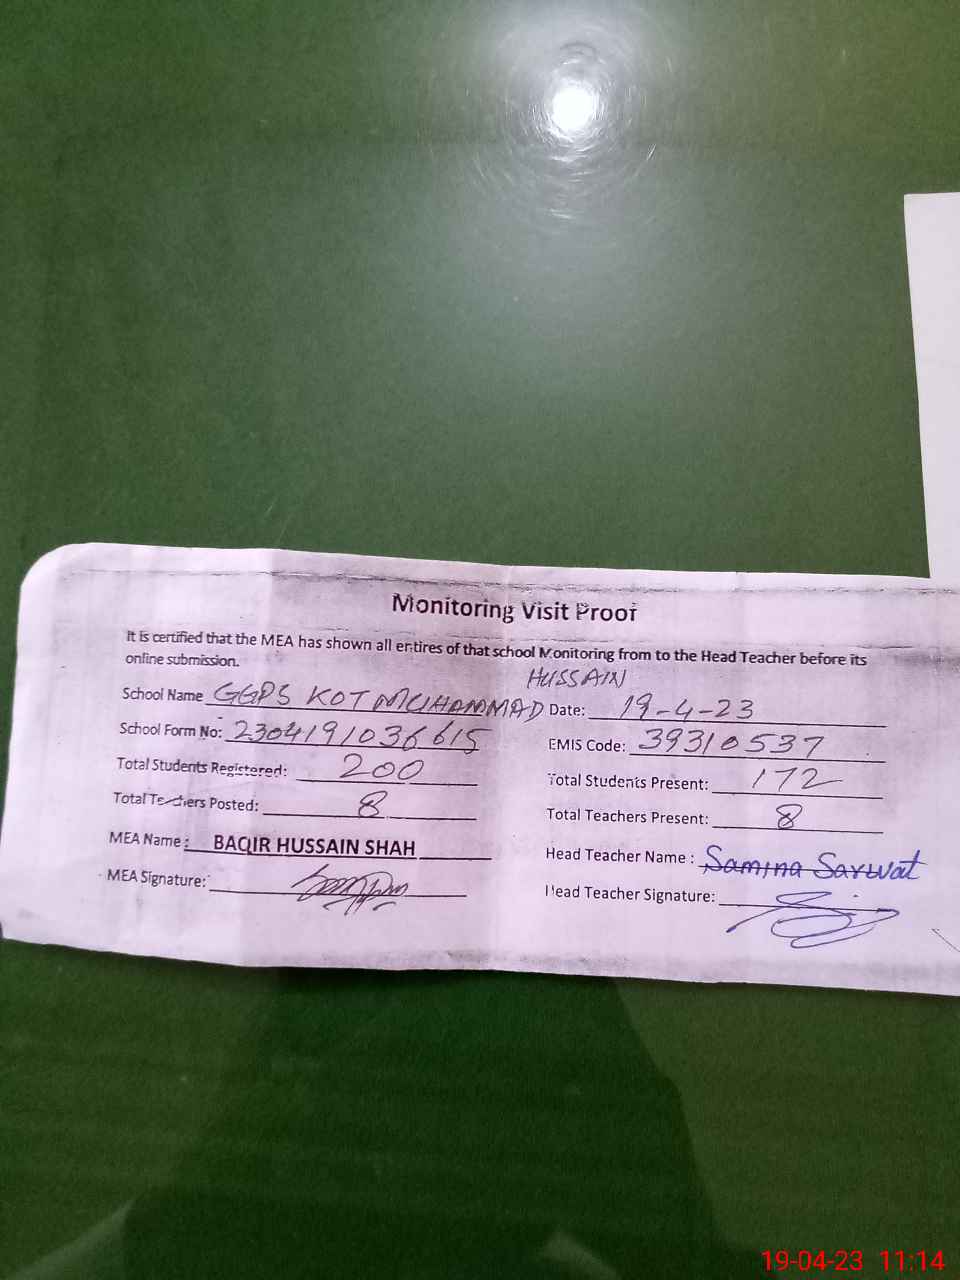 Monitoring Visit Proof
It is certified that the MEA has shown all entires of that school Monitoring from to the Head Teacher before its
online submission.
HUSSAIN
School Name GGPS KOT MUHAMMAD Date: 19-4-23
School Form No: 2304191036615 EMIS Code: 39310537
Total Students Registered: 200 Total Students Present: 172
Total Teachers Posted: 8 Total Teachers Present: 8
MEA Name: BAQIR HUSSAIN SHAH Head Teacher Name: Samina Sarwat
MEA Signature: Head Teacher Signature:
19-04-23 11:14